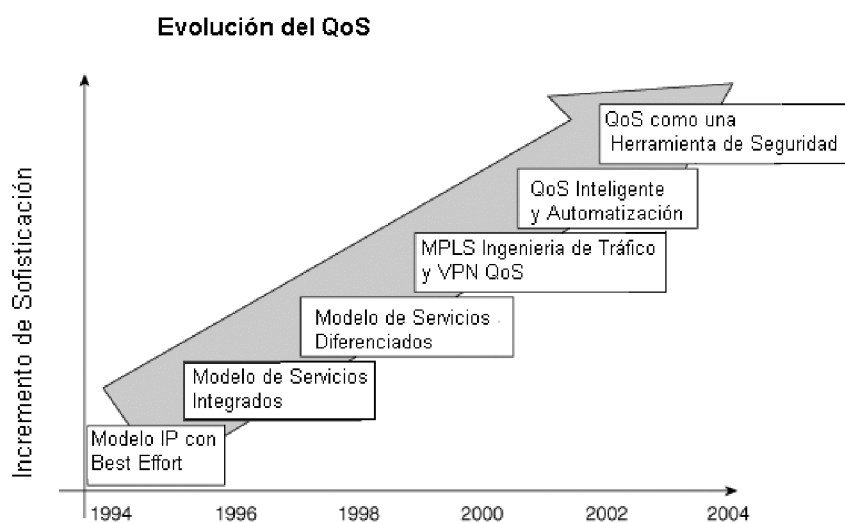 Evolución del QoS
Incremento de Sofisticación
QoS como una
Herramienta de Seguridad
QoS Inteligente
y Automatización
MPLS Ingenieria de Tráfico
y VPN QoS
Modelo de Servicios
Diferenciados
Modelo de Servicios
Integrados
Modelo IP con
Best Effort
1994 1996 1998 2000 2002 2004